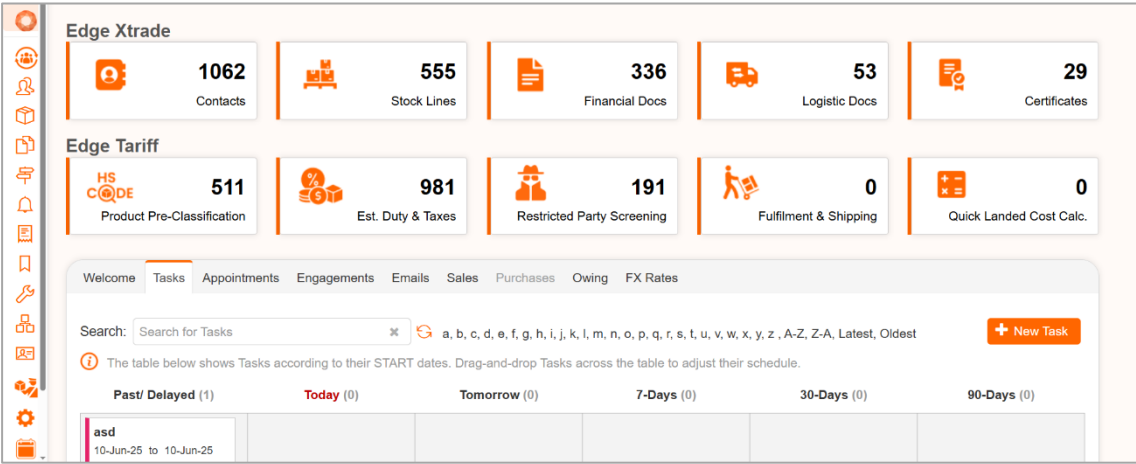 Edge Xtrade
1062
Contacts
555
Stock Lines
336
Financial Docs
53
Logistic Docs
29
Certificates
Edge Tariff
HS CODE
511
Product Pre-Classification
981
Est. Duty & Taxes
191
Restricted Party Screening
0
Fulfilment & Shipping
0
Quick Landed Cost Calc.
Welcome Tasks Appointments Engagements Emails Sales Purchases Owing FX Rates
Search: Search for Tasks a, b, c, d, e, f, g, h, i, j, k, l, m, n, o, p, q, r, s, t, u, v, w, x, y, z , A-Z, Z-A, Latest, Oldest New Task
The table below shows Tasks according to their START dates. Drag-and-drop Tasks across the table to adjust their schedule.
Past/ Delayed (1) Today (0) Tomorrow (0) 7-Days (0) 30-Days (0) 90-Days (0)
asd
10-Jun-25 to 10-Jun-25